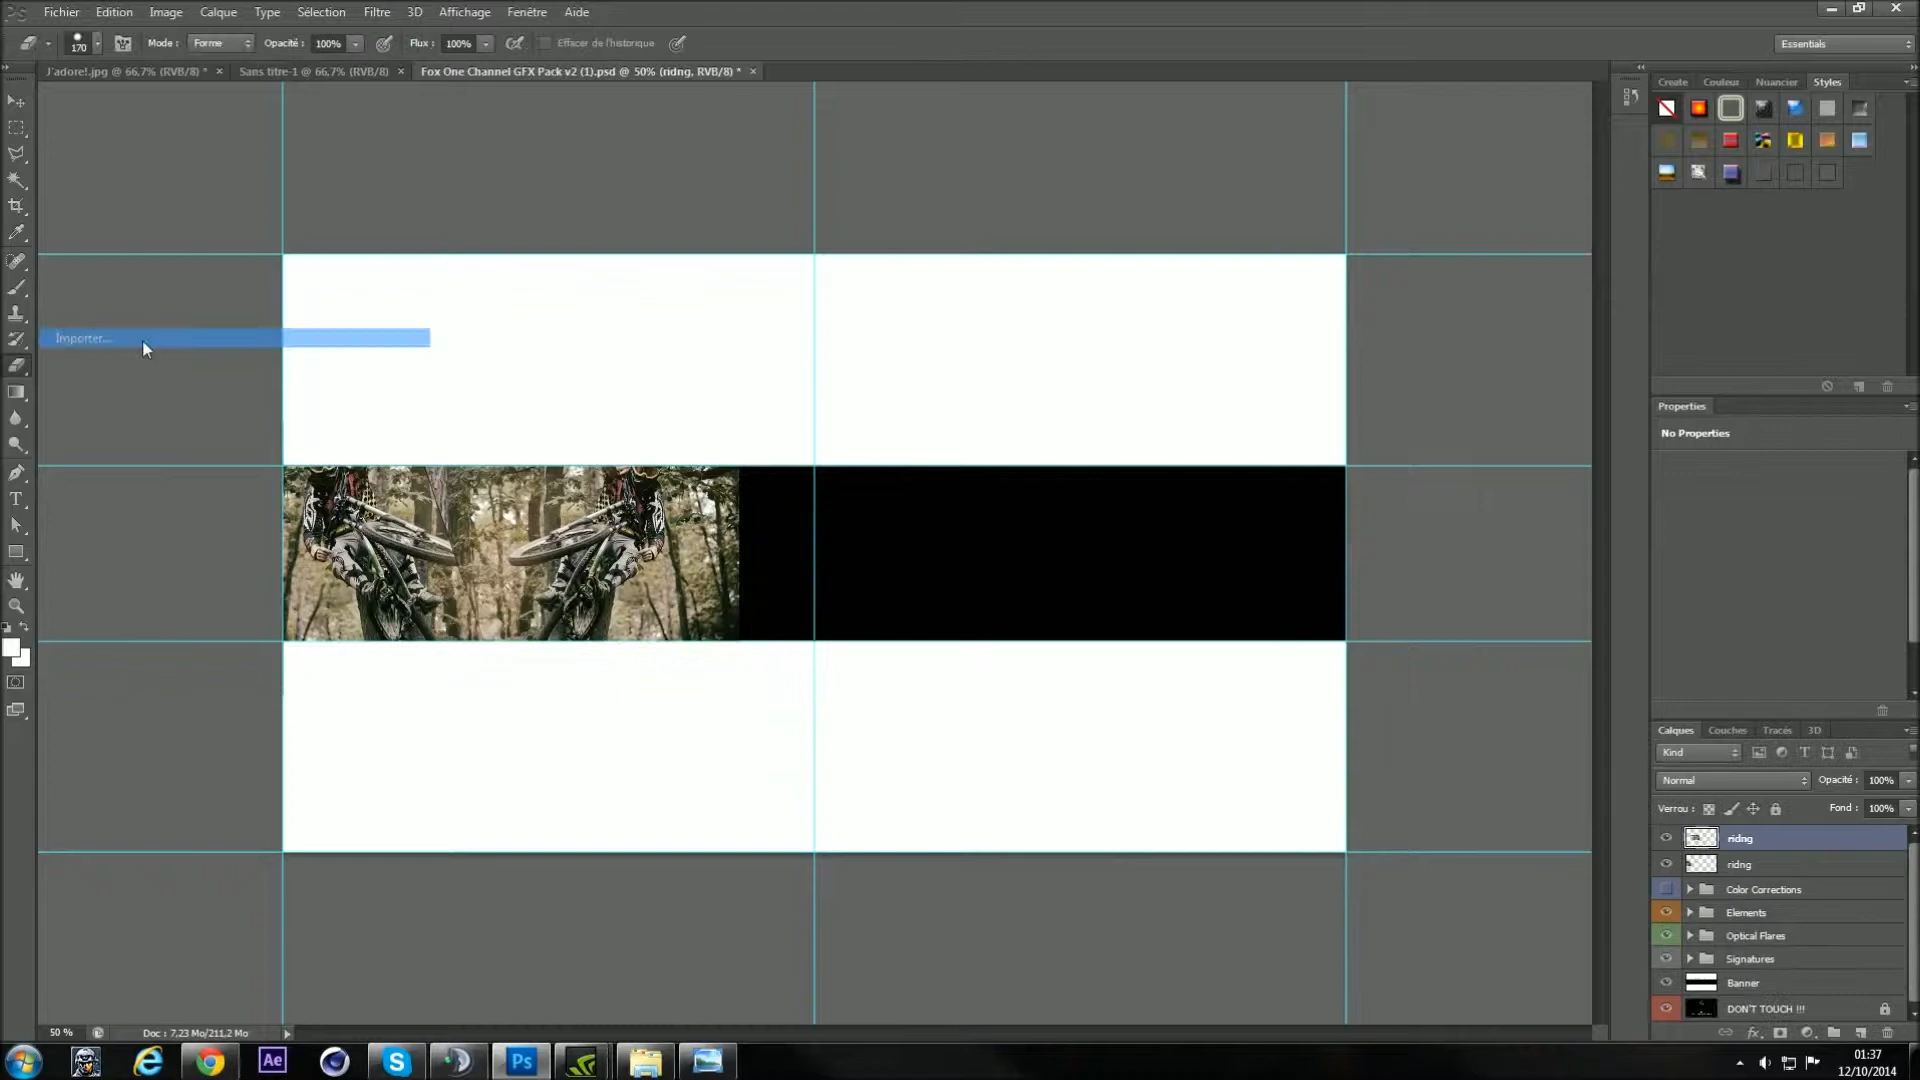 Fichier Edition Image Calque Type Sélection Filtre 3D Affichage Fenêtre Aide
170 Mode : Forme Opacité : 100% Flux : 100% Effacer de l'historique Essentials
J'adore!.jpg @ 66,7% (RVB/8) * × Sans titre-1 @ 66,7% (RVB/8) × Fox One Channel GFX Pack v2 (1).psd @ 50% (ridng, RVB/8) * ×
Create Couleur Nuancier Styles
Importer...
Properties
No Properties
Calques Couches Tracés 3D
Kind
Normal Opacité : 100%
Verrou : Fond : 100%
ridng
ridng
Color Corrections
Elements
Optical Flares
Signatures
Banner
DON'T TOUCH !!!
50 % Doc : 7,23 Mo/211,2 Mo
Ae Ps
01:37
12/10/2014